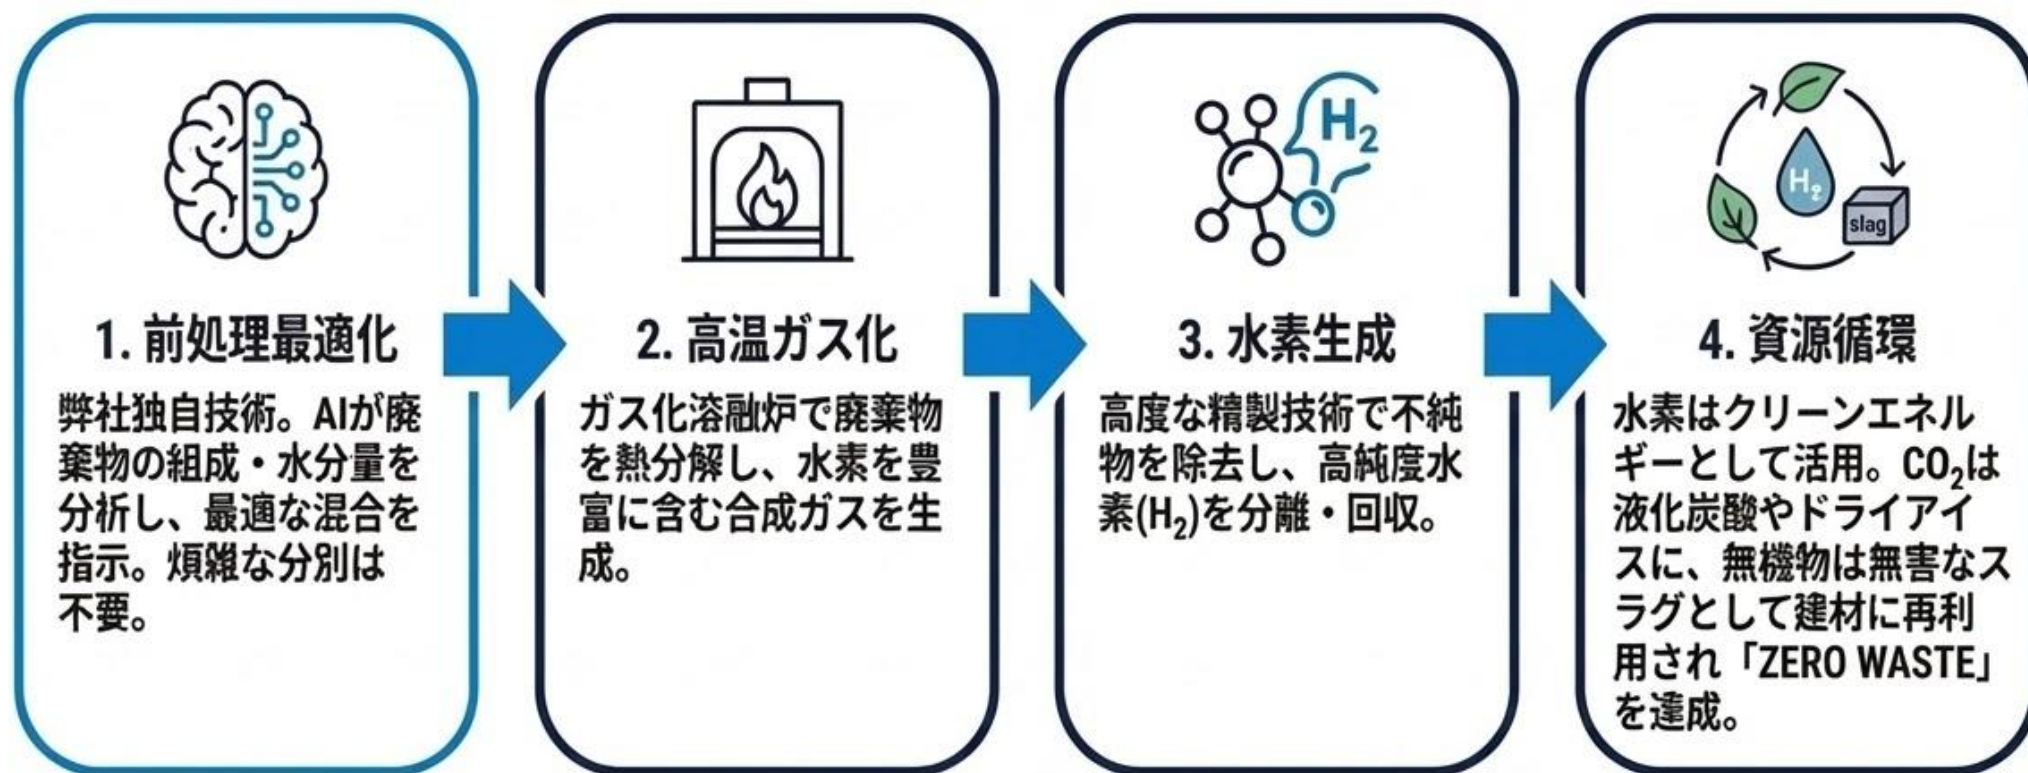 H₂
H₂
slag
1. 前処理最適化
弊社独自技術。AIが廃
棄物の組成・水分量を
分析し、最適な混合を
指示。煩雑な分別は
不要。
2. 高温ガス化
ガス化溶融炉で廃棄物
を熱分解し、水素を豊
富に含む合成ガスを生
成。
3. 水素生成
高度な精製技術で不純
物を除去し、高純度水
素(H₂)を分離・回収。
4. 資源循環
水素はクリーンエネル
ギーとして活用。CO₂は
液化炭酸やドライアイ
スに、無機物は無害なス
ラグとして建材に再利
用され「ZERO WASTE」
を達成。